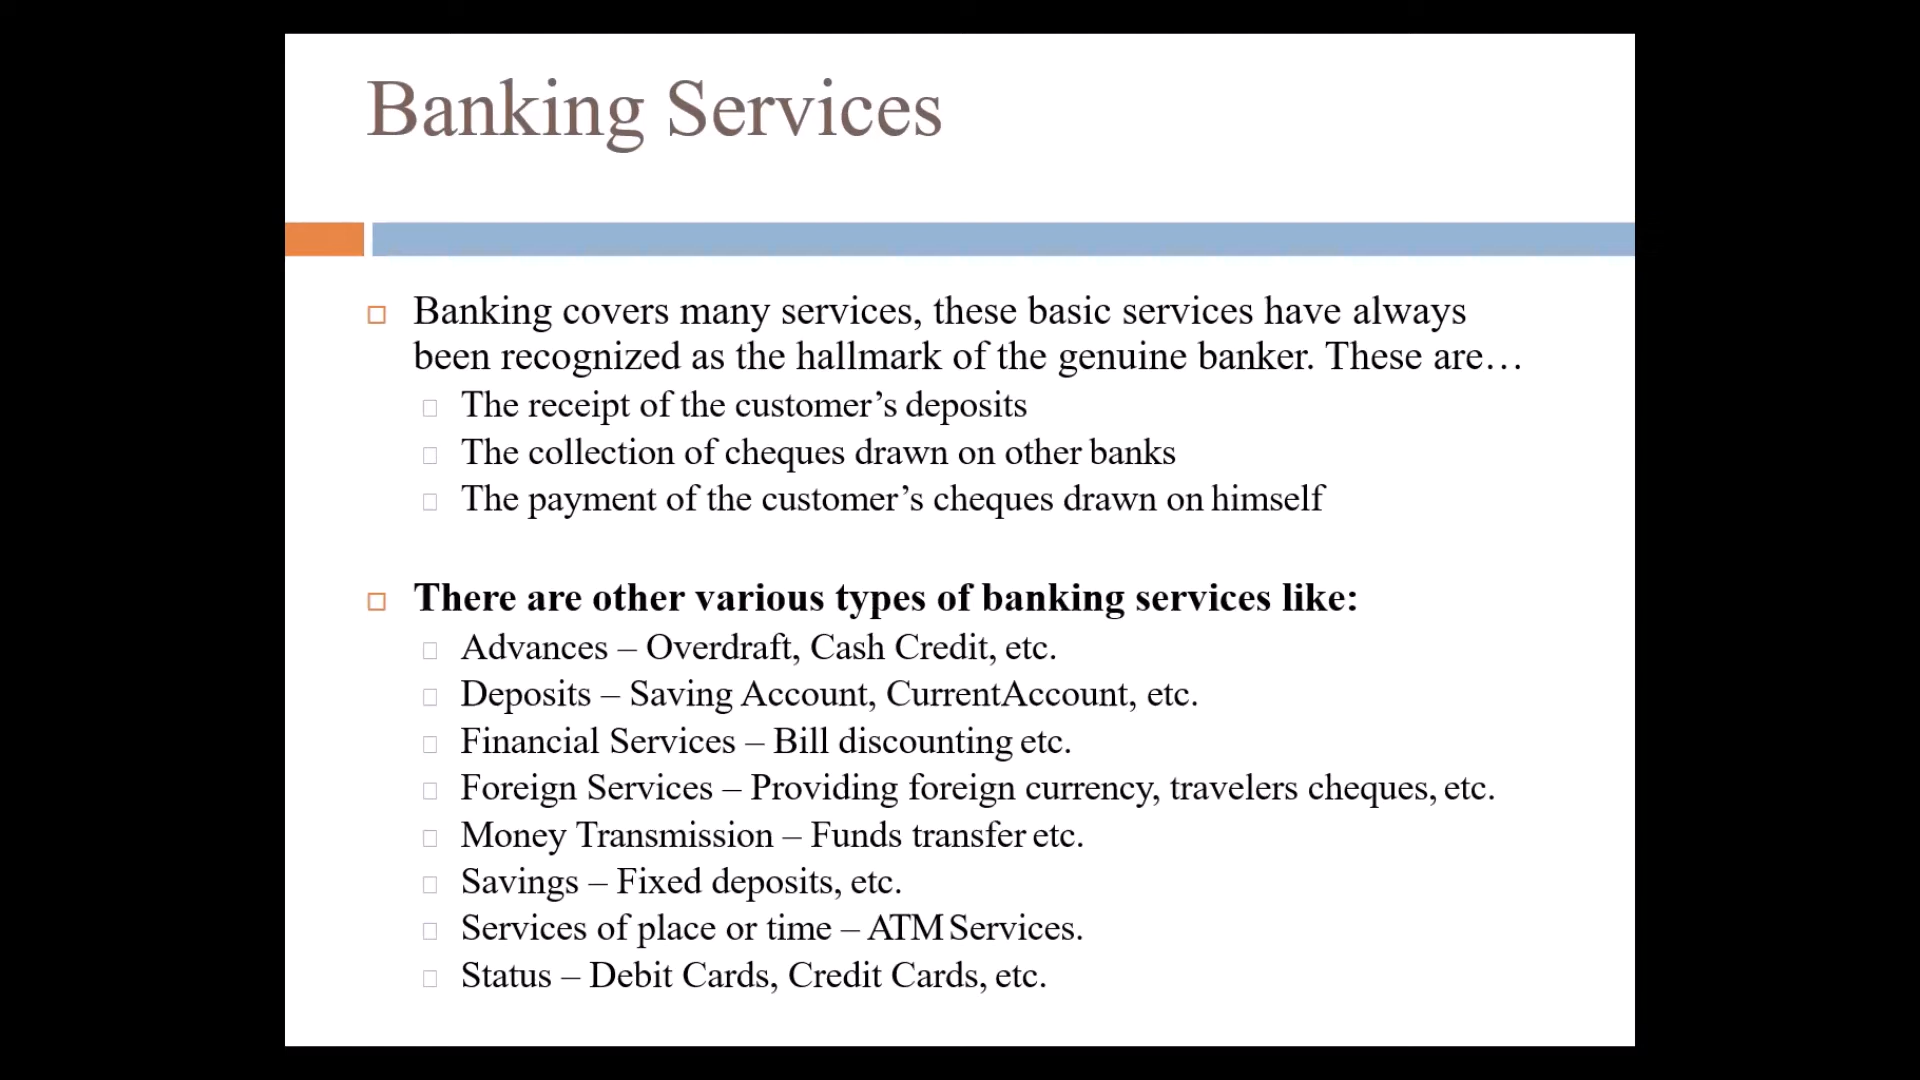 Banking Services
Banking covers many services, these basic services have always
been recognized as the hallmark of the genuine banker. These are…
The receipt of the customer’s deposits
The collection of cheques drawn on other banks
The payment of the customer’s cheques drawn on himself
There are other various types of banking services like:
Advances – Overdraft, Cash Credit, etc.
Deposits – Saving Account, CurrentAccount, etc.
Financial Services – Bill discounting etc.
Foreign Services – Providing foreign currency, travelers cheques, etc.
Money Transmission – Funds transfer etc.
Savings – Fixed deposits, etc.
Services of place or time – ATM Services.
Status – Debit Cards, Credit Cards, etc.